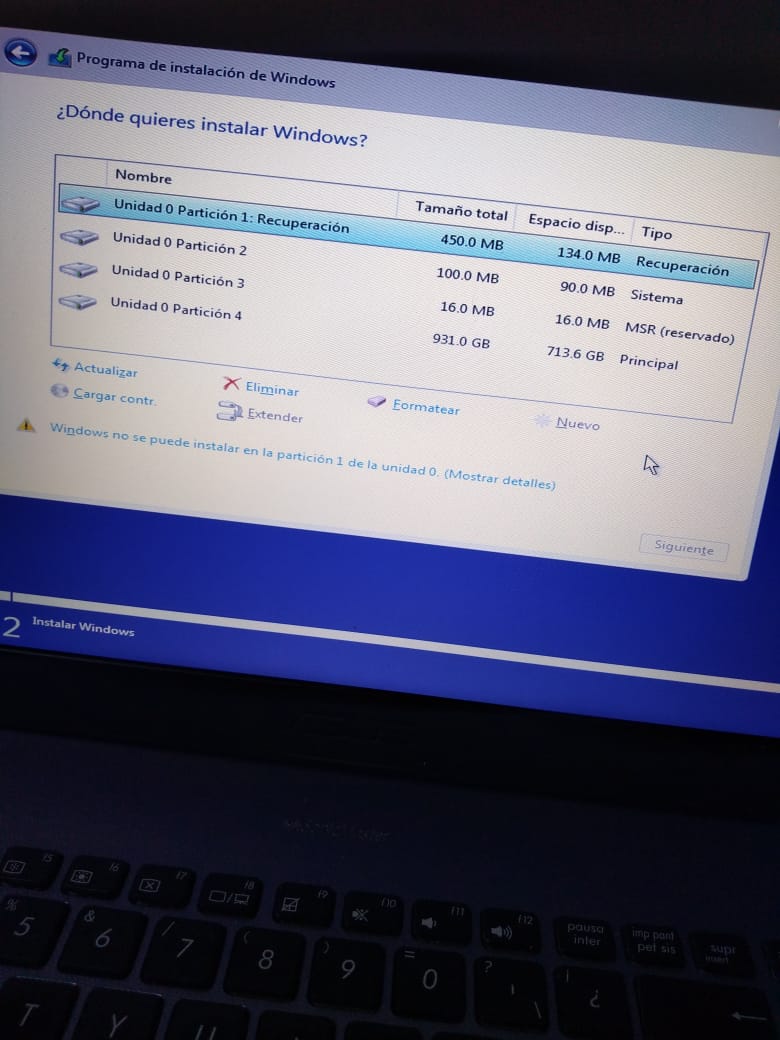 Programa de instalación de Windows
¿Dónde quieres instalar Windows?
Nombre Tamaño total Espacio disp... Tipo
Unidad 0 Partición 1: Recuperación 450.0 MB 134.0 MB Recuperación
Unidad 0 Partición 2 100.0 MB 90.0 MB Sistema
Unidad 0 Partición 3 16.0 MB 16.0 MB MSR (reservado)
Unidad 0 Partición 4 931.0 GB 713.6 GB Principal
Actualizar Eliminar Formatear Nuevo
Cargar contr. Extender
Windows no se puede instalar en la partición 1 de la unidad 0. (Mostrar detalles)
Siguiente
2 Instalar Windows
f5 f6 f7 f8 f9 f10 f11 f12 pausa
inter
imp pant
pet sis
supr
insert
% & / ( ) = ? ¡
5 6 7 8 9 0 ' \ ¿
T Y U